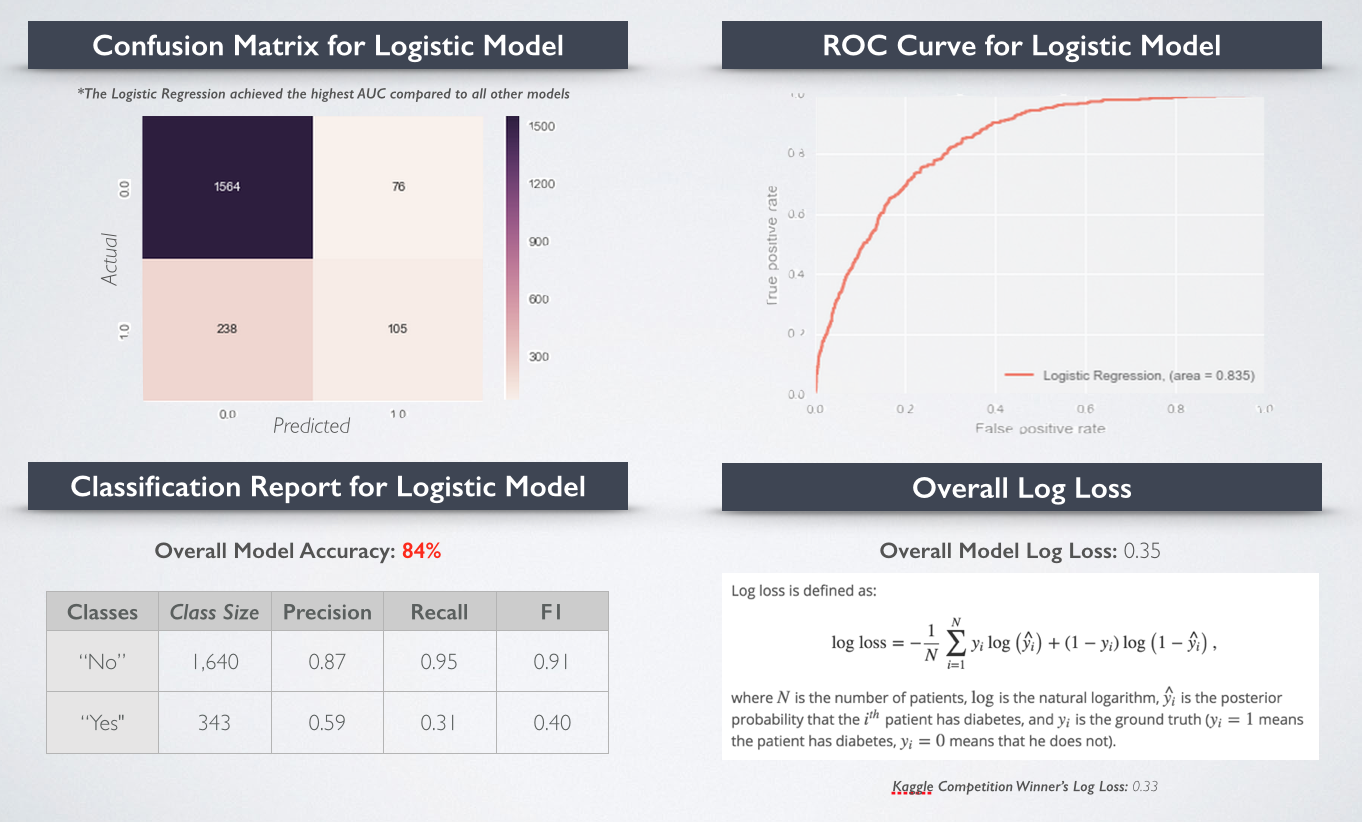 Confusion Matrix for Logistic Model
*The Logistic Regression achieved the highest AUC compared to all other models
1564 76
238 105
0.0
1.0
Actual
0.0 1.0
Predicted
1500
1200
900
600
300
ROC Curve for Logistic Model
1.0
0.8
0.6
0.4
0.2
0.0
True positive rate
Logistic Regression, (area = 0.835)
0.0 0.2 0.4 0.6 0.8 1.0
False positive rate
Classification Report for Logistic Model
Overall Model Accuracy: 84%
Classes Class Size Precision Recall F1
“No” 1,640 0.87 0.95 0.91
“Yes" 343 0.59 0.31 0.40
Overall Log Loss
Overall Model Log Loss: 0.35
Log loss is defined as:
log loss = −1/N ∑_{i=1}^{N} y_i log (ŷ_i) + (1 − y_i) log (1 − ŷ_i) ,
where N is the number of patients, log is the natural logarithm, ŷ_i is the posterior
probability that the i^{th} patient has diabetes, and y_i is the ground truth (y_i = 1 means
the patient has diabetes, y_i = 0 means that he does not).
Kaggle Competition Winner’s Log Loss: 0.33